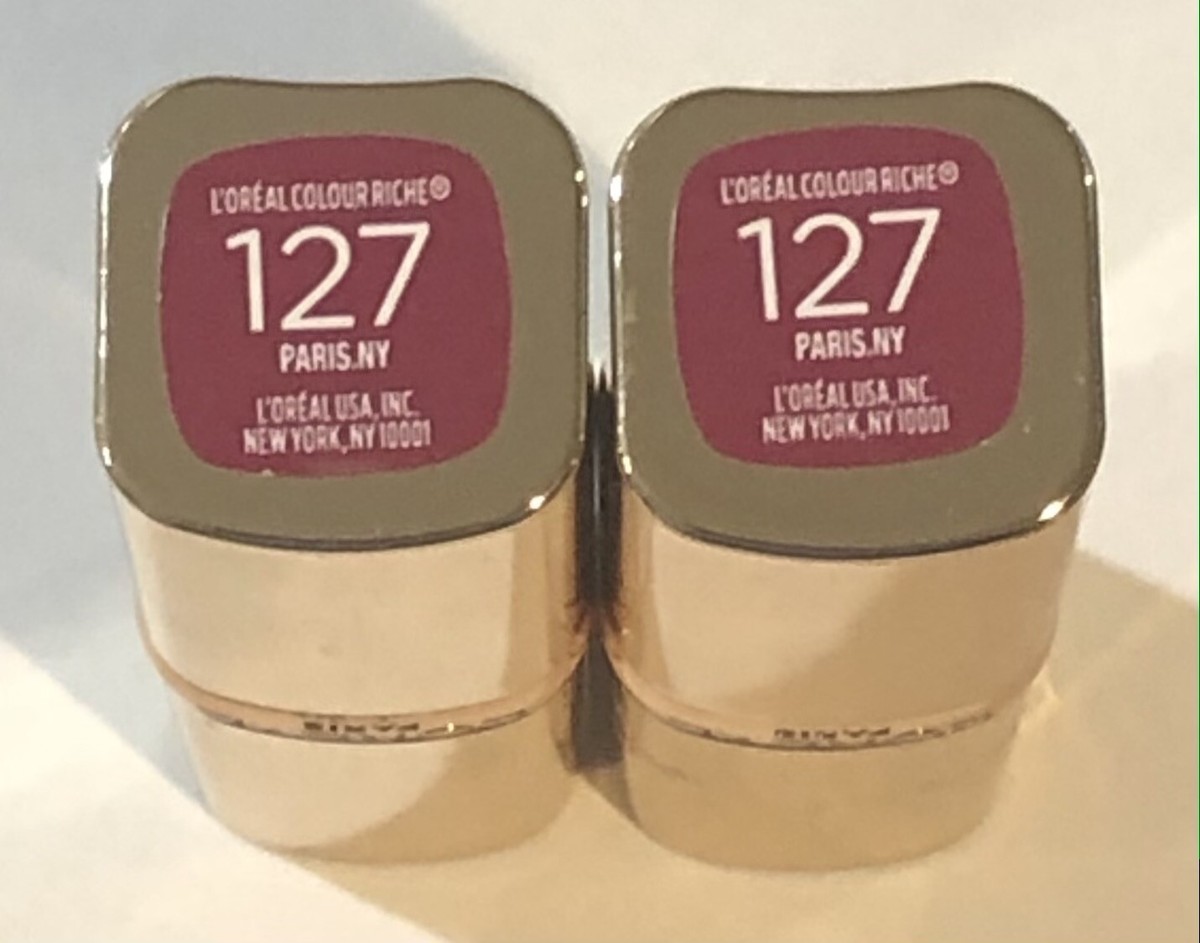 L'ORÉAL COLOUR RICHE®
127
PARIS.NY
L'ORÉAL USA, INC.
NEW YORK, NY 10001
L'ORÉAL COLOUR RICHE®
127
PARIS.NY
L'ORÉAL USA, INC.
NEW YORK, NY 10001